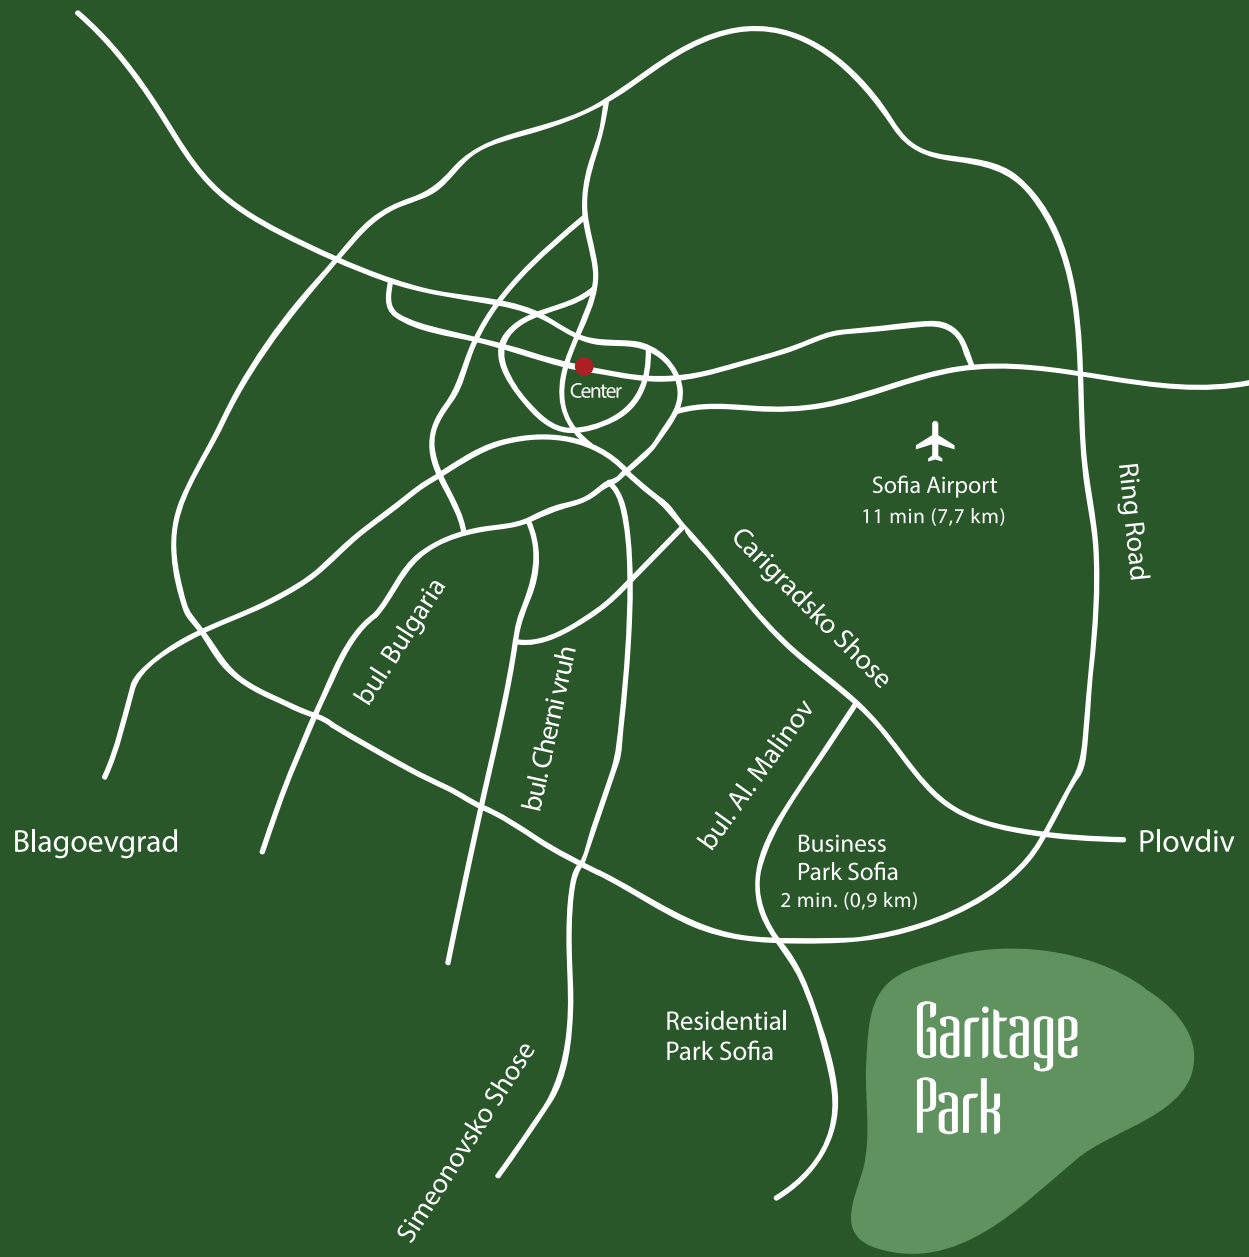 Center
Sofia Airport
11 min (7,7 km)
Ring Road
Carigradsko Shose
bul. Bulgaria
bul. Cherni vruh
bul. Al. Malinov
Blagoevgrad
Business
Park Sofia
2 min. (0,9 km)
Plovdiv
Residential
Park Sofia
Garitage
Park
Simeonovsko Shose